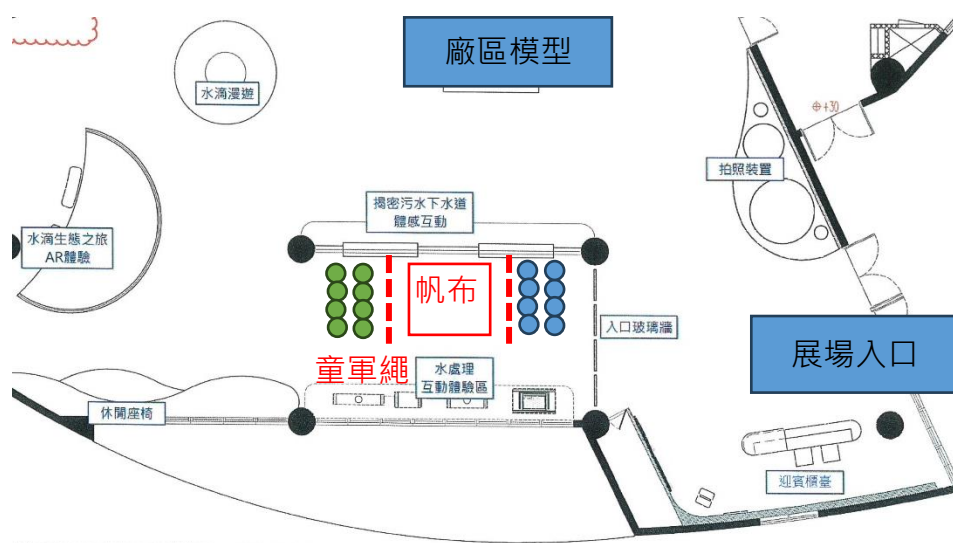 廠區模型
水滴漫遊
⊕+30
拍照裝置
揭密污水下水道
體感互動
水滴生態之旅
AR體驗
帆布
入口玻璃牆
展場入口
童軍繩
水處理
互動體驗區
休閒座椅
迎賓櫃臺